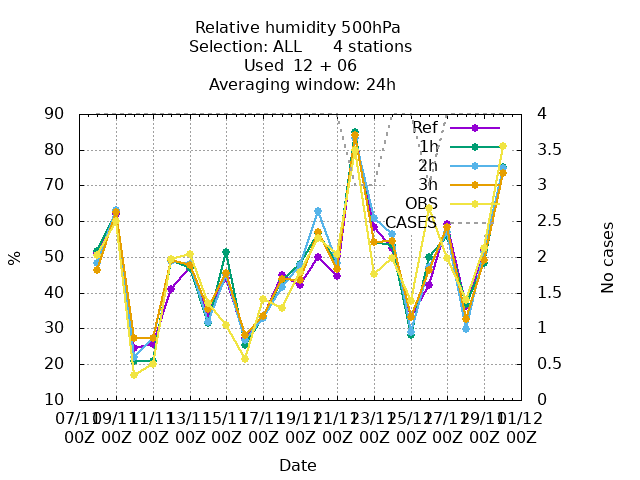 Relative humidity 500hPa
Selection: ALL 4 stations
Used 12 + 06
Averaging window: 24h
90 4
80 3.5
70 3
60 2.5
50 2
40 1.5
30 1
20 0.5
10 0
Ref
1h
2h
3h
OBS
CASES
%
No cases
07/11 09/11 11/11 13/11 15/11 17/11 19/11 21/11 23/11 25/11 27/11 29/11 01/12
00Z 00Z 00Z 00Z 00Z 00Z 00Z 00Z 00Z 00Z 00Z 00Z 00Z
Date